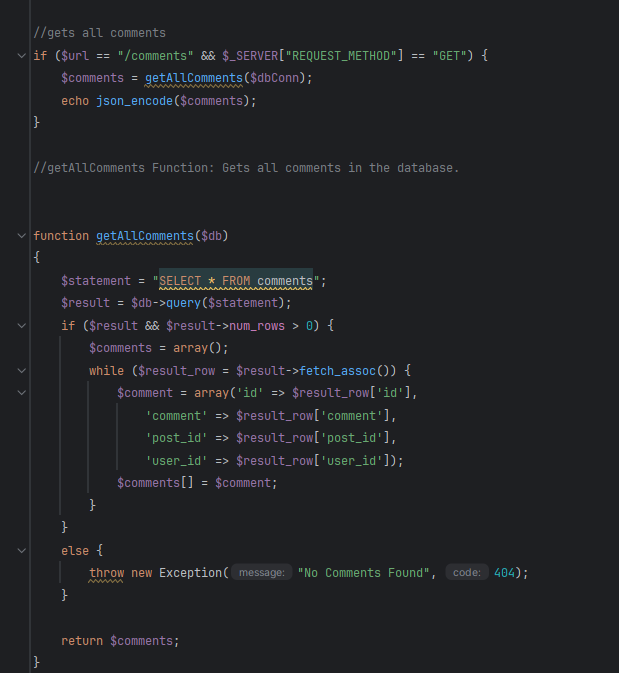 //gets all comments
if ($url == "/comments" && $_SERVER["REQUEST_METHOD"] == "GET") {
    $comments = getAllComments($dbConn);
    echo json_encode($comments);
}
//getAllComments Function: Gets all comments in the database.
function getAllComments($db)
{
    $statement = "SELECT * FROM comments";
    $result = $db->query($statement);
    if ($result && $result->num_rows > 0) {
        $comments = array();
        while ($result_row = $result->fetch_assoc()) {
            $comment = array('id' => $result_row['id'],
                'comment' => $result_row['comment'],
                'post_id' => $result_row['post_id'],
                'user_id' => $result_row['user_id']);
            $comments[] = $comment;
        }
    }
    else {
        throw new Exception( message: "No Comments Found", code: 404);
    }
    return $comments;
}